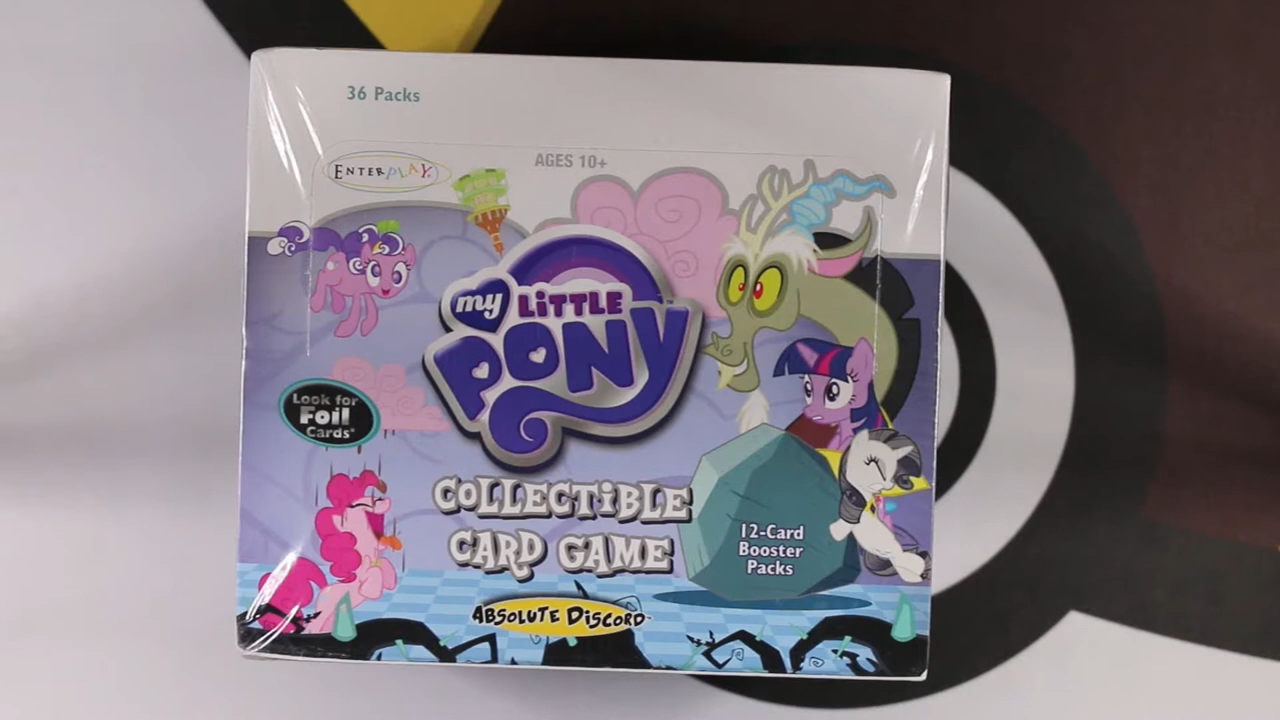 36 Packs
ENTERPLAY
AGES 10+
my LiTTLE
PONY
Look for
Foil
Cards*
COLLECTiBLE
CARD GAME
12-Card
Booster
Packs
ABSOLUTE DiSCORD™